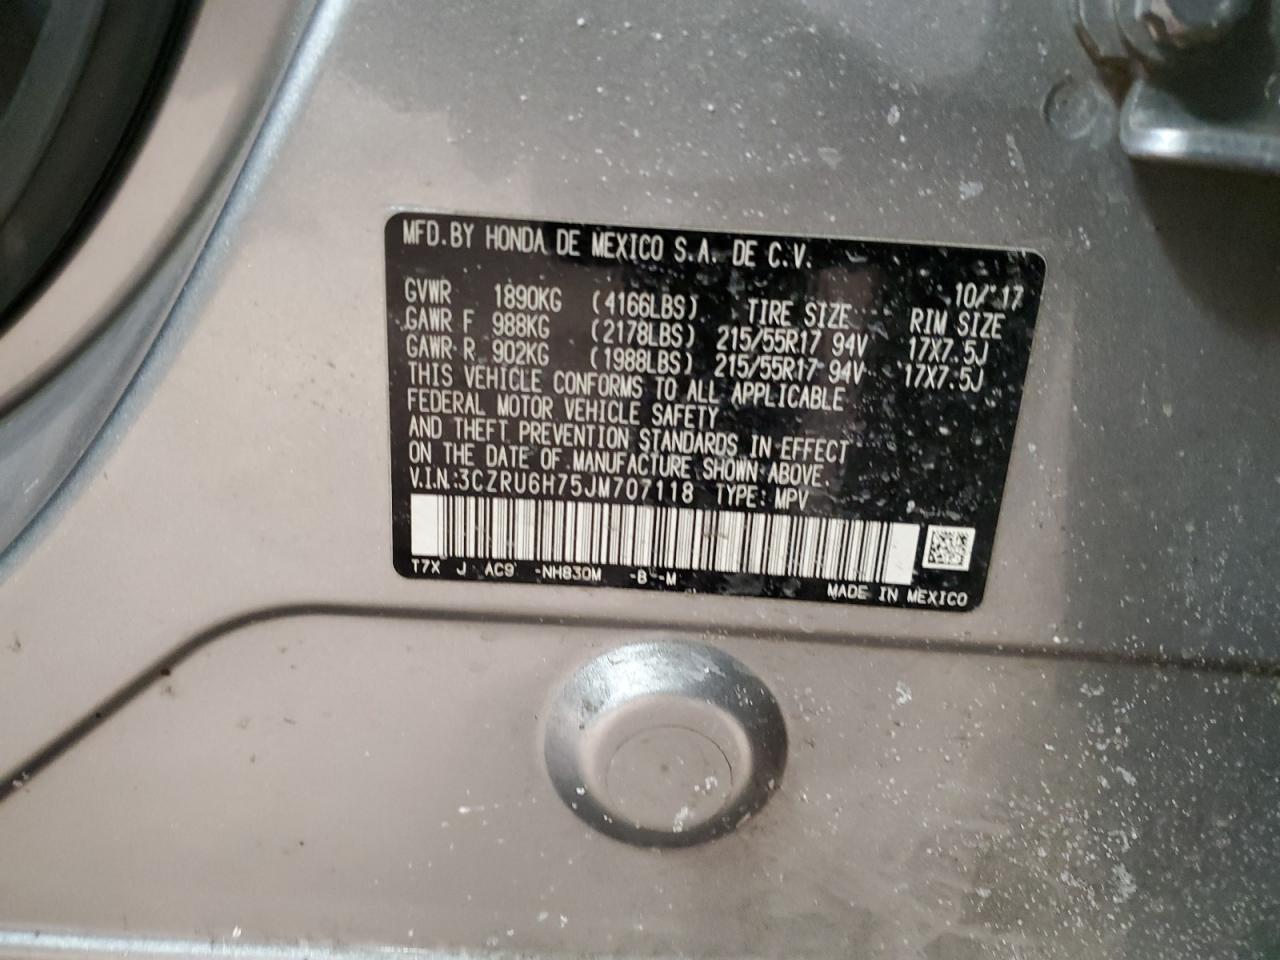 MFD.BY HONDA DE MEXICO S.A. DE C.V.
10/'17
GVWR 1890KG (4166LBS) TIRE SIZE RIM SIZE
GAWR F 988KG (2178LBS) 215/55R17 94V 17X7.5J
GAWR R 902KG (1988LBS) 215/55R17 94V 17X7.5J
THIS VEHICLE CONFORMS TO ALL APPLICABLE
FEDERAL MOTOR VEHICLE SAFETY
AND THEFT PREVENTION STANDARDS IN EFFECT
ON THE DATE OF MANUFACTURE SHOWN ABOVE.
V.I.N:3CZRU6H75JM707118 TYPE: MPV
T7X J AC9 -NH830M -B -M
MADE IN MEXICO